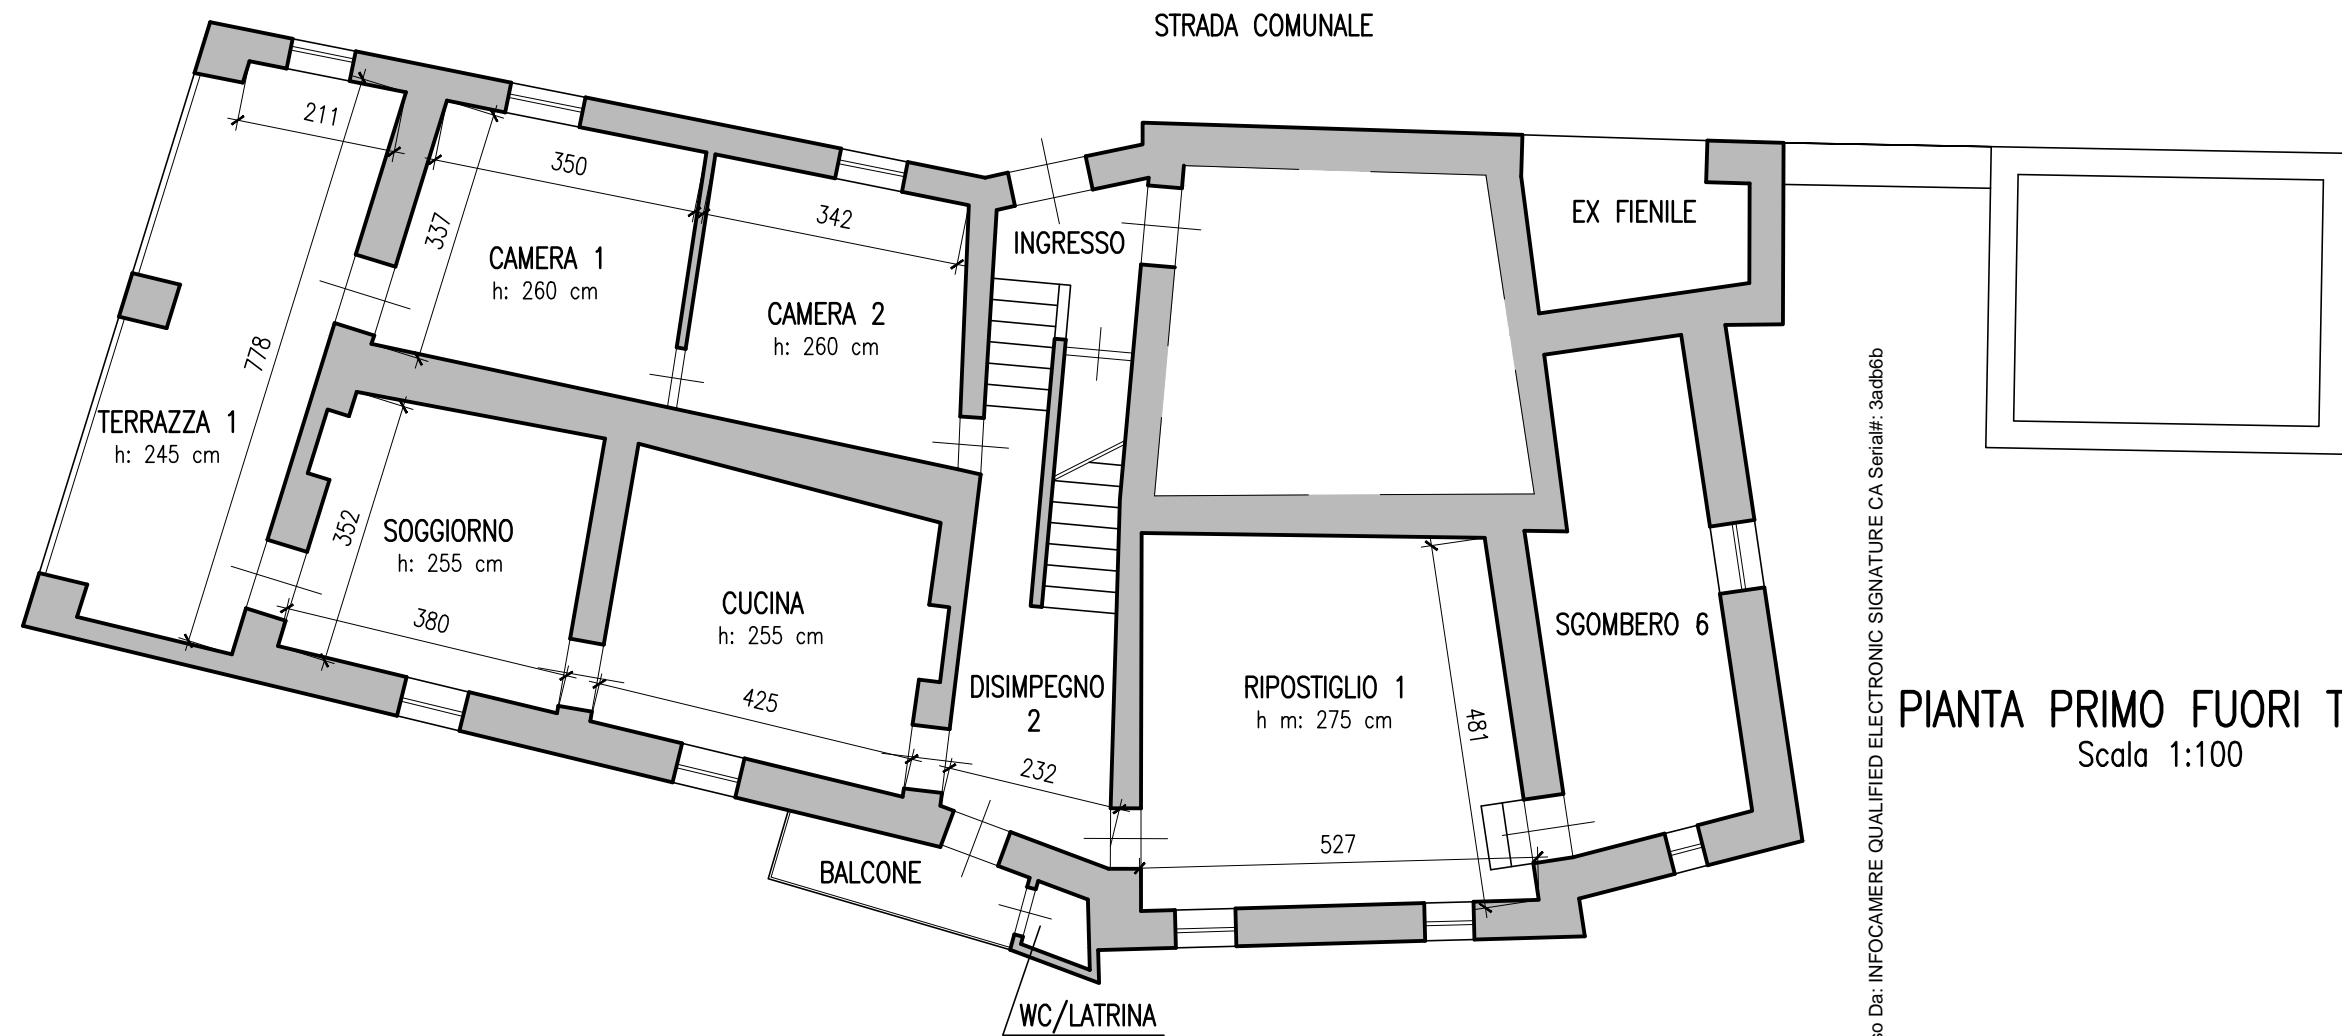 STRADA COMUNALE
211
350
342
337
CAMERA 1
h: 260 cm
CAMERA 2
h: 260 cm
INGRESSO
EX FIENILE
778
TERRAZZA 1
h: 245 cm
352
SOGGIORNO
h: 255 cm
380
CUCINA
h: 255 cm
425
DISIMPEGNO
2
232
RIPOSTIGLIO 1
h m: 275 cm
481
527
SGOMBERO 6
BALCONE
WC/LATRINA
so Da: INFOCAMERE QUALIFIED ELECTRONIC SIGNATURE CA Serial#: 3adb6b
PIANTA PRIMO FUORI T
Scala 1:100